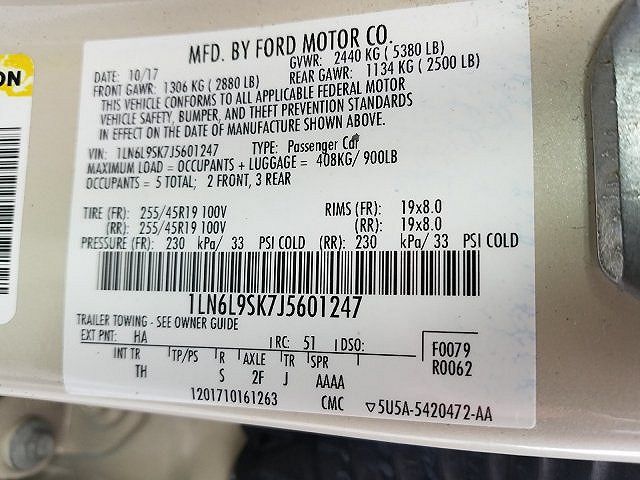 ON
MFD. BY FORD MOTOR CO.
DATE: 10/17 GVWR: 2440 KG ( 5380 LB)
FRONT GAWR: 1306 KG ( 2880 LB) REAR GAWR: 1134 KG ( 2500 LB)
THIS VEHICLE CONFORMS TO ALL APPLICABLE FEDERAL MOTOR
VEHICLE SAFETY, BUMPER, AND THEFT PREVENTION STANDARDS
IN EFFECT ON THE DATE OF MANUFACTURE SHOWN ABOVE.
VIN: 1LN6L9SK7J5601247 TYPE: Passenger Car
MAXIMUM LOAD = OCCUPANTS + LUGGAGE = 408KG/ 900LB
OCCUPANTS = 5 TOTAL; 2 FRONT, 3 REAR
TIRE (FR): 255/45R19 100V RIMS (FR): 19x8.0
(RR): 255/45R19 100V (RR): 19x8.0
PRESSURE (FR): 230 kPa/ 33 PSI COLD (RR): 230 kPa/ 33 PSI COLD
1LN6L9SK7J5601247
TRAILER TOWING - SEE OWNER GUIDE
EXT PNT: HA RC: 51 DSO: F0079
INT TR TP/PS R AXLE TR SPR R0062
TH S 2F J AAAA
1201710161263 CMC ▽5U5A-5420472-AA